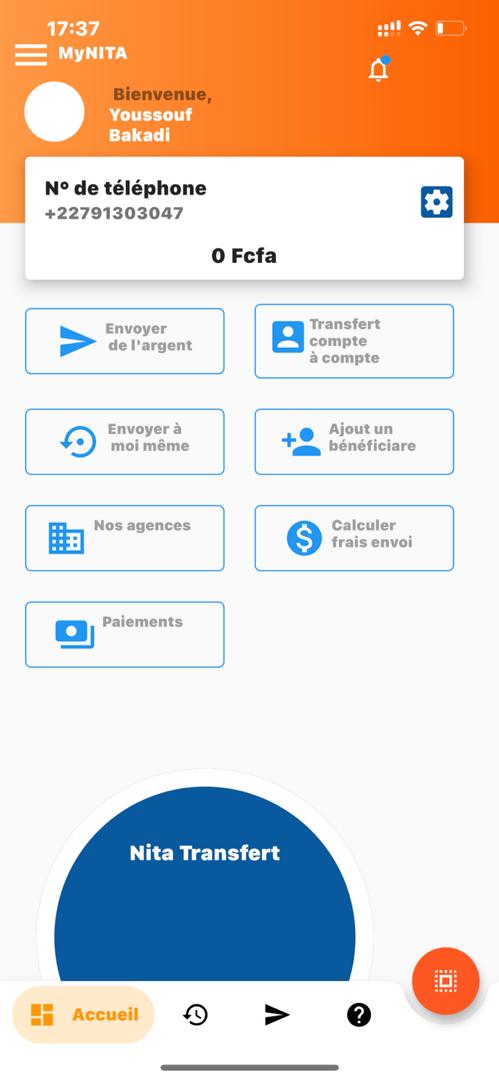 17:37
MyNITA
Bienvenue,
Youssouf
Bakadi
Nº de téléphone
+22791303047
0 Fcfa
Envoyer
de l'argent
Transfert
compte
à compte
Envoyer à
moi même
Ajout un
bénéficiare
Nos agences
Calculer
frais envoi
Paiements
Nita Transfert
Accueil